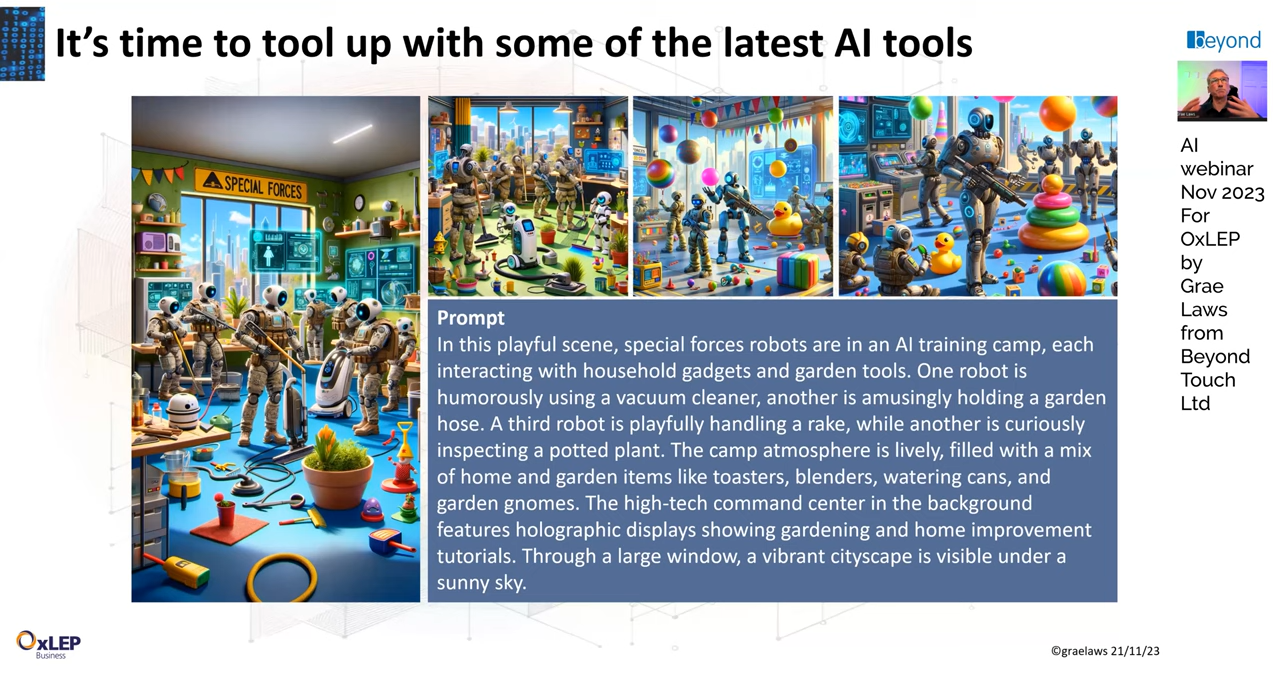 It’s time to tool up with some of the latest AI tools
beyond
SPECIAL FORCES
AI
webinar
Nov 2023
For
OxLEP
by
Grae
Laws
from
Beyond
Touch
Ltd
Prompt
In this playful scene, special forces robots are in an AI training camp, each
interacting with household gadgets and garden tools. One robot is
humorously using a vacuum cleaner, another is amusingly holding a garden
hose. A third robot is playfully handling a rake, while another is curiously
inspecting a potted plant. The camp atmosphere is lively, filled with a mix
of home and garden items like toasters, blenders, watering cans, and
garden gnomes. The high-tech command center in the background
features holographic displays showing gardening and home improvement
tutorials. Through a large window, a vibrant cityscape is visible under a
sunny sky.
OxLEP
Business
©graelaws 21/11/23